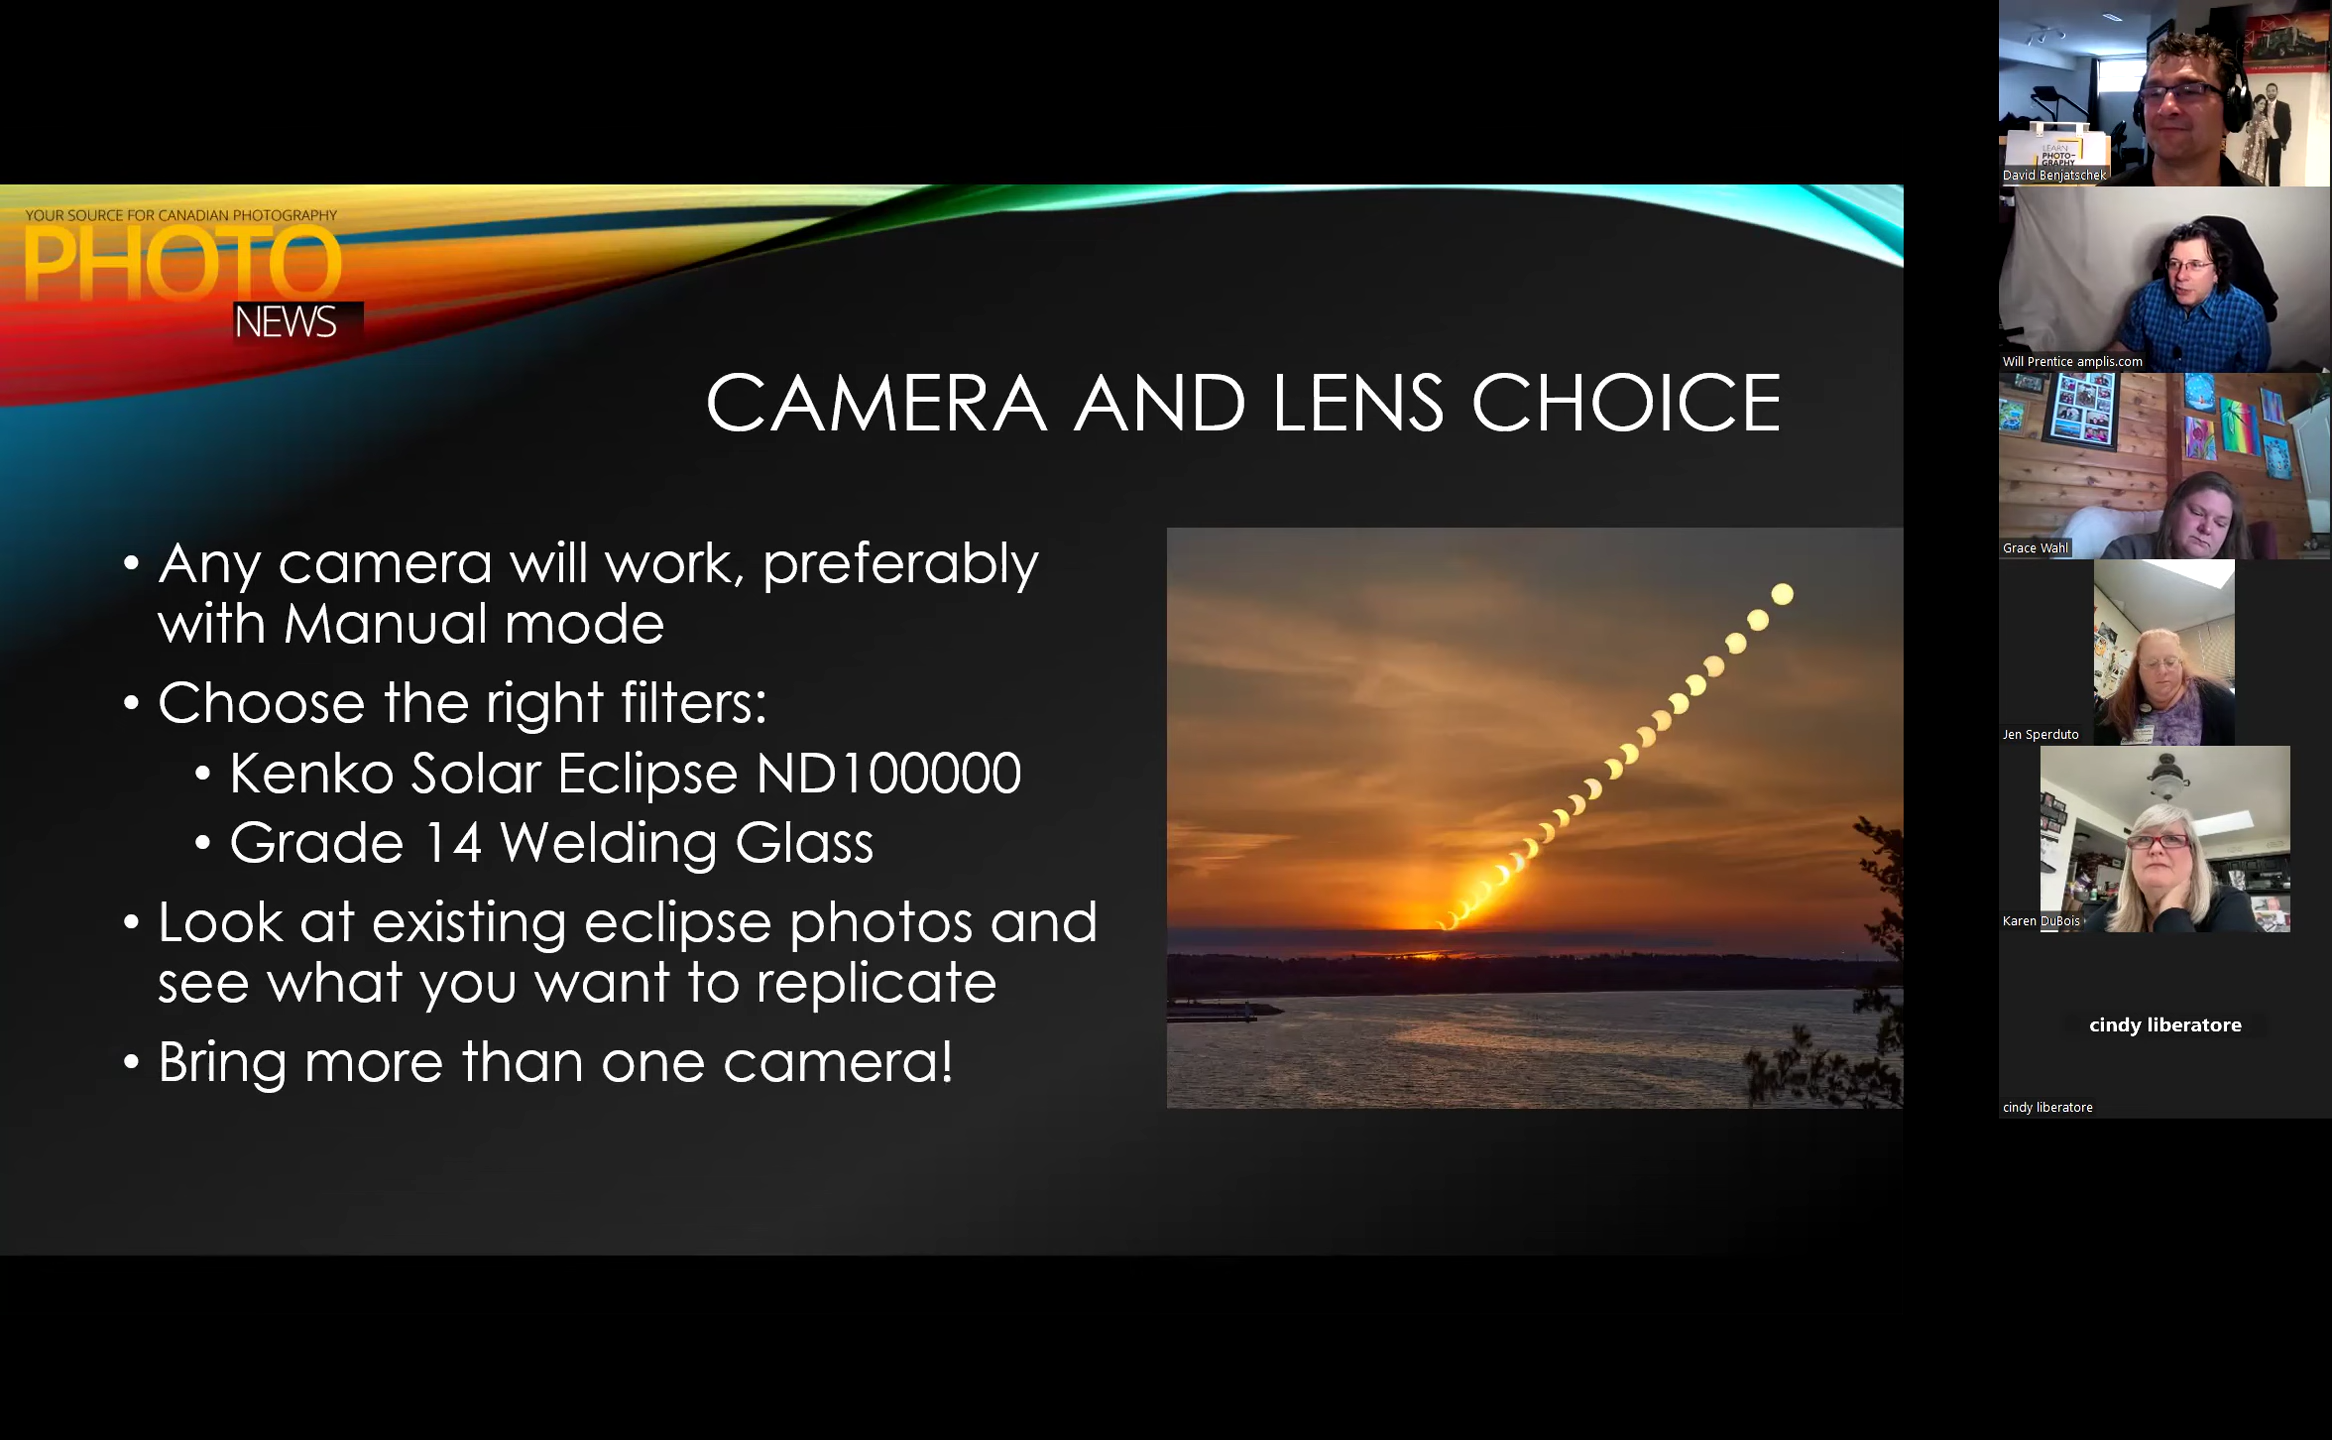 YOUR SOURCE FOR CANADIAN PHOTOGRAPHY
PHOTO
NEWS
CAMERA AND LENS CHOICE
• Any camera will work, preferably
with Manual mode
• Choose the right filters:
• Kenko Solar Eclipse ND100000
• Grade 14 Welding Glass
• Look at existing eclipse photos and
see what you want to replicate
• Bring more than one camera!
LEARN
PHOTO-
GRAPHY
David Benjatschek
Will Prentice amplis.com
Grace Wahl
Jen Sperduto
Karen DuBois
cindy liberatore
cindy liberatore